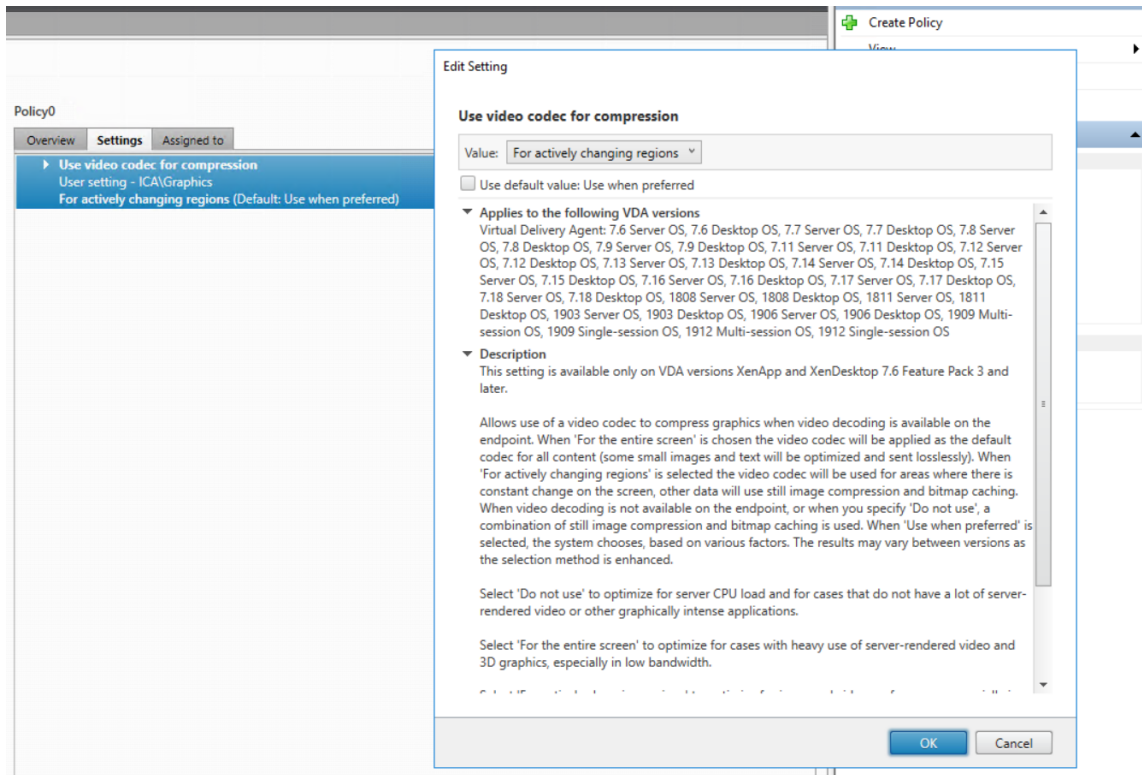 Create Policy
View
Edit Setting
Policy0
Overview Settings Assigned to
Use video codec for compression
User setting - ICA\Graphics
For actively changing regions (Default: Use when preferred)
Use video codec for compression
Value: For actively changing regions
Use default value: Use when preferred
Applies to the following VDA versions
Virtual Delivery Agent: 7.6 Server OS, 7.6 Desktop OS, 7.7 Server OS, 7.7 Desktop OS, 7.8 Server
OS, 7.8 Desktop OS, 7.9 Server OS, 7.9 Desktop OS, 7.11 Server OS, 7.11 Desktop OS, 7.12 Server
OS, 7.12 Desktop OS, 7.13 Server OS, 7.13 Desktop OS, 7.14 Server OS, 7.14 Desktop OS, 7.15
Server OS, 7.15 Desktop OS, 7.16 Server OS, 7.16 Desktop OS, 7.17 Server OS, 7.17 Desktop OS,
7.18 Server OS, 7.18 Desktop OS, 1808 Server OS, 1808 Desktop OS, 1811 Server OS, 1811
Desktop OS, 1903 Server OS, 1903 Desktop OS, 1906 Server OS, 1906 Desktop OS, 1909 Multi-
session OS, 1909 Single-session OS, 1912 Multi-session OS, 1912 Single-session OS
Description
This setting is available only on VDA versions XenApp and XenDesktop 7.6 Feature Pack 3 and
later.
Allows use of a video codec to compress graphics when video decoding is available on the
endpoint. When 'For the entire screen' is chosen the video codec will be applied as the default
codec for all content (some small images and text will be optimized and sent losslessly). When
'For actively changing regions' is selected the video codec will be used for areas where there is
constant change on the screen, other data will use still image compression and bitmap caching.
When video decoding is not available on the endpoint, or when you specify 'Do not use', a
combination of still image compression and bitmap caching is used. When 'Use when preferred' is
selected, the system chooses, based on various factors. The results may vary between versions as
the selection method is enhanced.
Select 'Do not use' to optimize for server CPU load and for cases that do not have a lot of server-
rendered video or other graphically intense applications.
Select 'For the entire screen' to optimize for cases with heavy use of server-rendered video and
3D graphics, especially in low bandwidth.
OK Cancel